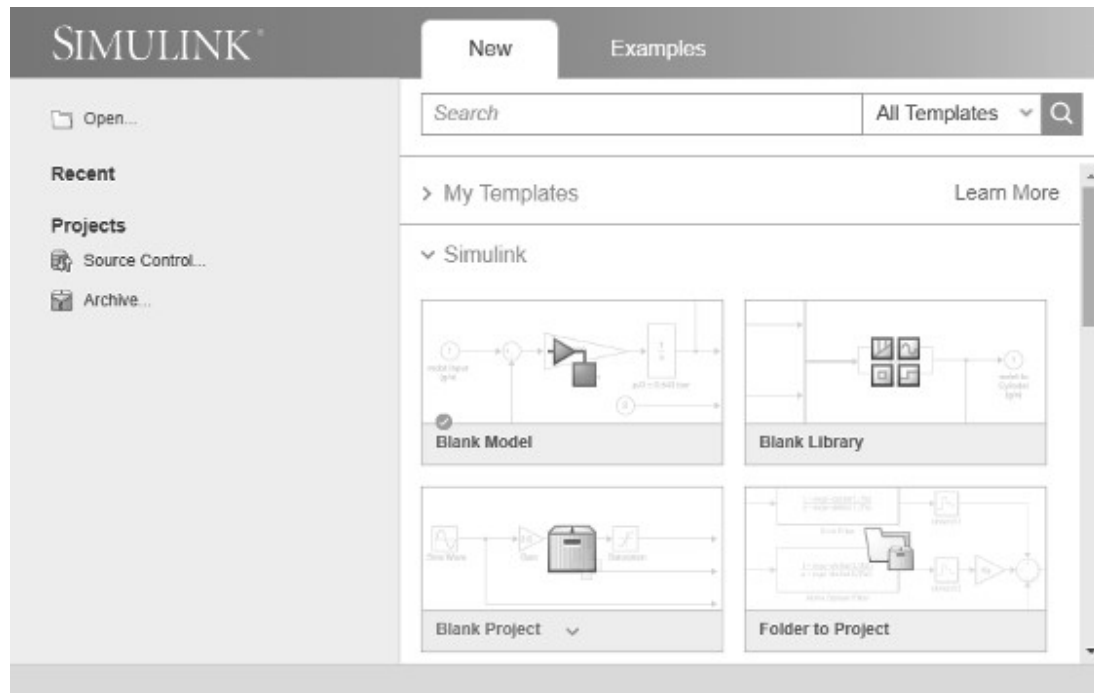 SIMULINK®
New
Examples
Open...
Recent
Projects
Source Control...
Archive...
Search
All Templates
My Templates
Learn More
Simulink
Blank Model
Blank Library
Blank Project
Folder to Project